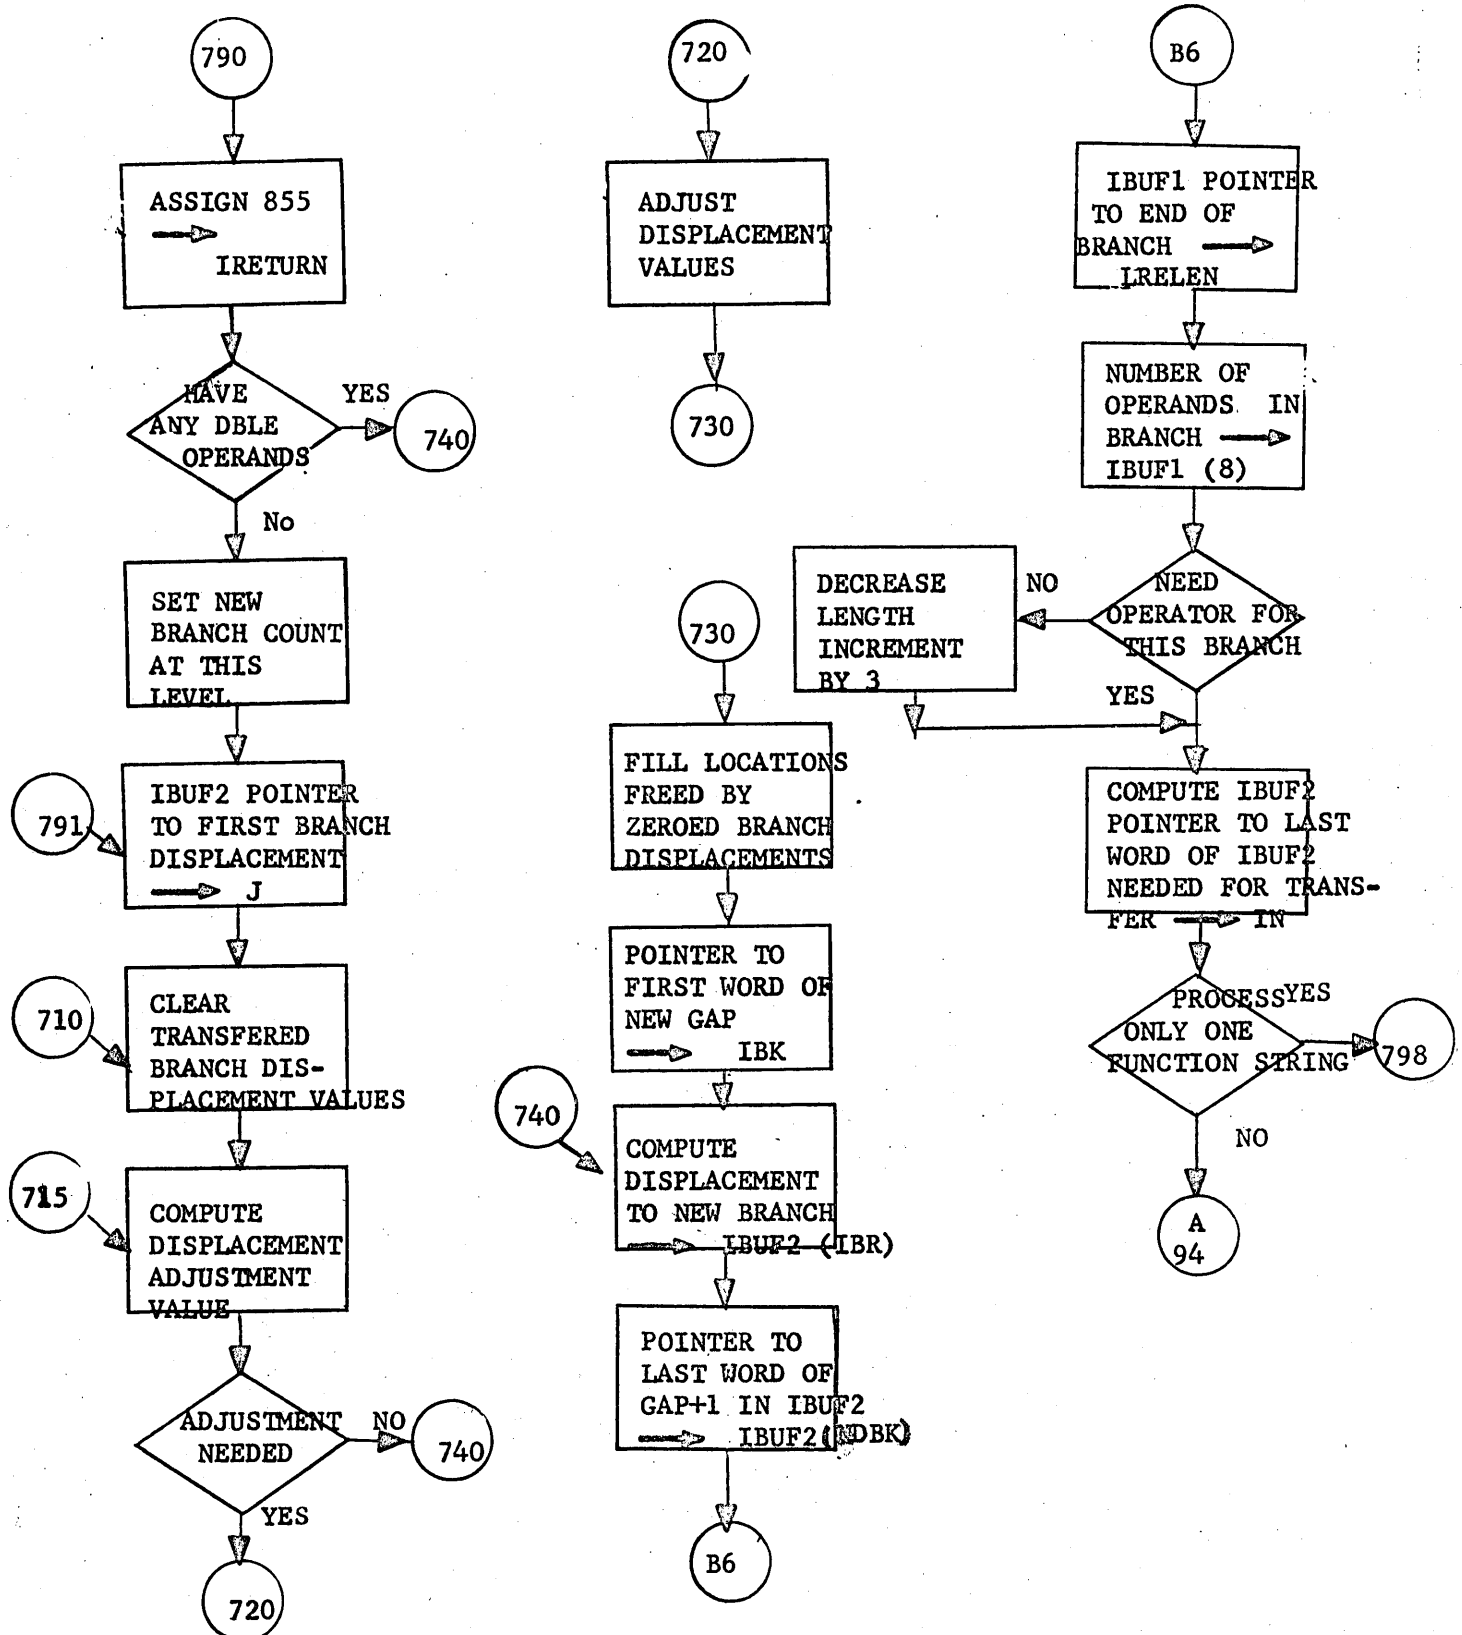 790
ASSIGN 855
IRETURN
HAVE
ANY DBLE
OPERANDS
YES
740
No
SET NEW
BRANCH COUNT
AT THIS
LEVEL
791
IBUF2 POINTER
TO FIRST BRANCH
DISPLACEMENT
J
710
CLEAR
TRANSFERED
BRANCH DIS-
PLACEMENT VALUES
715
COMPUTE
DISPLACEMENT
ADJUSTMENT
VALUE
ADJUSTMENT
NEEDED
NO
740
YES
720
720
ADJUST
DISPLACEMENT
VALUES
730
730
FILL LOCATIONS
FREED BY
ZEROED BRANCH
DISPLACEMENTS
POINTER TO
FIRST WORD OF
NEW GAP
IBK
740
COMPUTE
DISPLACEMENT
TO NEW BRANCH
IBUF2 (IBR)
POINTER TO
LAST WORD OF
GAP+1 IN IBUF2
IBUF2(NDBK)
B6
B6
IBUF1 POINTER
TO END OF
BRANCH
LRELEN
NUMBER OF
OPERANDS IN
BRANCH
IBUF1 (8)
NEED
OPERATOR FOR
THIS BRANCH
NO
DECREASE
LENGTH
INCREMENT
BY 3
YES
COMPUTE IBUF2
POINTER TO LAST
WORD OF IBUF2
NEEDED FOR TRANS-
FER IN
PROCESS
ONLY ONE
FUNCTION STRING
YES
798
NO
A
94